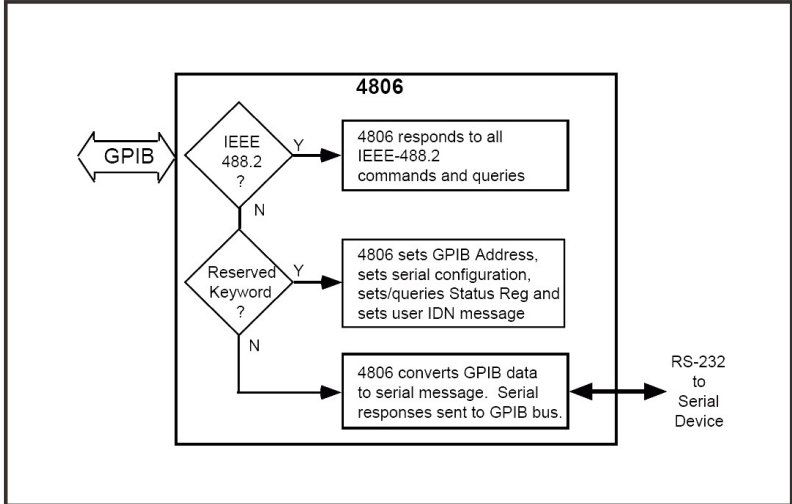 4806
GPIB
IEEE
488.2
?
Y
4806 responds to all
IEEE-488.2
commands and queries
N
Reserved
Keyword
?
Y
4806 sets GPIB Address,
sets serial configuration,
sets/queries Status Reg and
sets user IDN message
N
4806 converts GPIB data
to serial message. Serial
responses sent to GPIB bus.
RS-232
to
Serial
Device